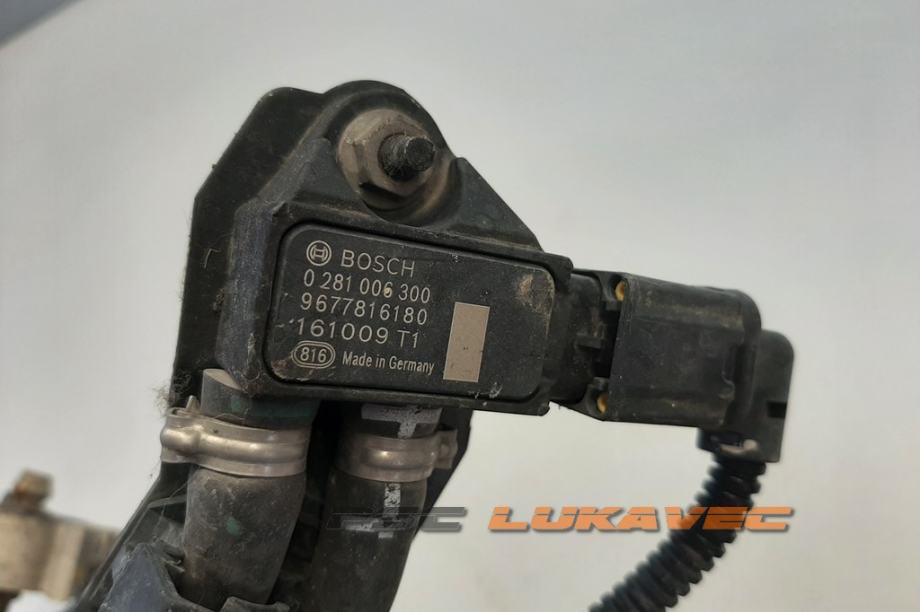 BOSCH
0 281 006 300
9677816180
161009 T1
816 Made in Germany
LUKAVEC